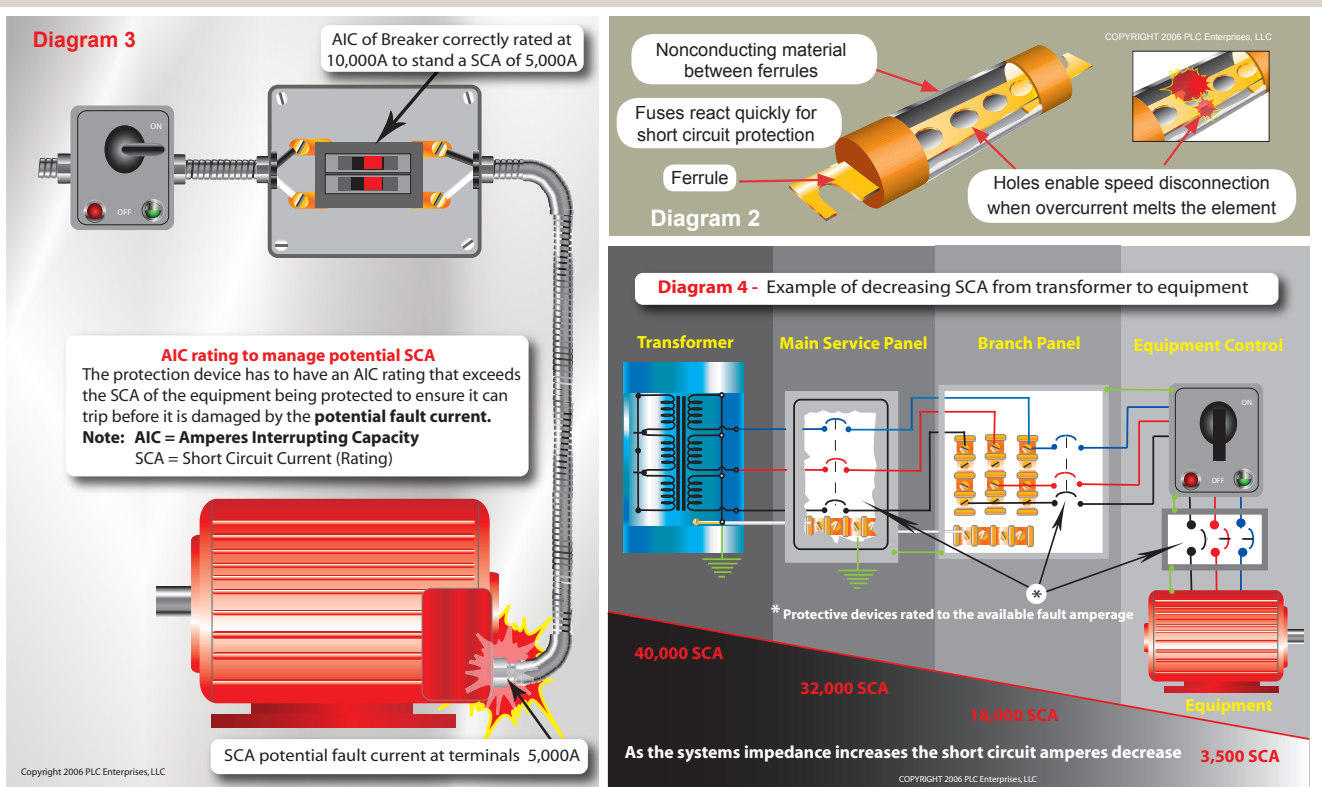 Diagram 3
AIC of Breaker correctly rated at
10,000A to stand a SCA of 5,000A
ON
OFF
AIC rating to manage potential SCA
The protection device has to have an AIC rating that exceeds
the SCA of the equipment being protected to ensure it can
trip before it is damaged by the potential fault current.
Note: AIC = Amperes Interrupting Capacity
SCA = Short Circuit Current (Rating)
SCA potential fault current at terminals 5,000A
Copyright 2006 PLC Enterprises, LLC
COPYRIGHT 2006 PLC Enterprises, LLC
Nonconducting material
between ferrules
Fuses react quickly for
short circuit protection
Ferrule
Holes enable speed disconnection
when overcurrent melts the element
Diagram 2
Diagram 4 - Example of decreasing SCA from transformer to equipment
Transformer
Main Service Panel
Branch Panel
Equipment Control
ON
OFF
*
* Protective devices rated to the available fault amperage
40,000 SCA
32,000 SCA
16,000 SCA
Equipment
As the systems impedance increases the short circuit amperes decrease
3,500 SCA
COPYRIGHT 2006 PLC Enterprises, LLC